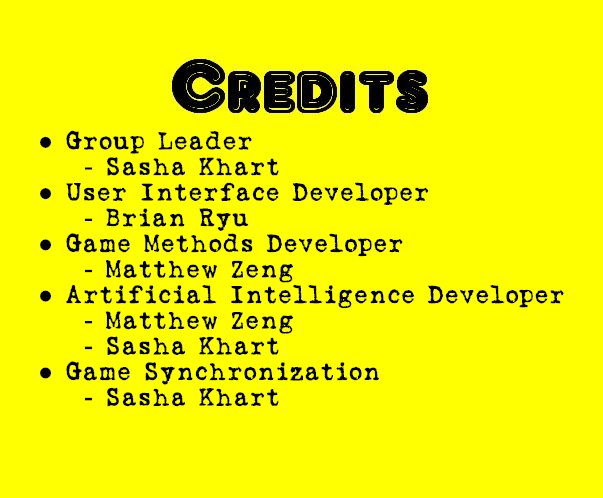 Credits
● Group Leader
- Sasha Khart
● User Interface Developer
- Brian Ryu
● Game Methods Developer
- Matthew Zeng
● Artificial Intelligence Developer
- Matthew Zeng
- Sasha Khart
● Game Synchronization
- Sasha Khart